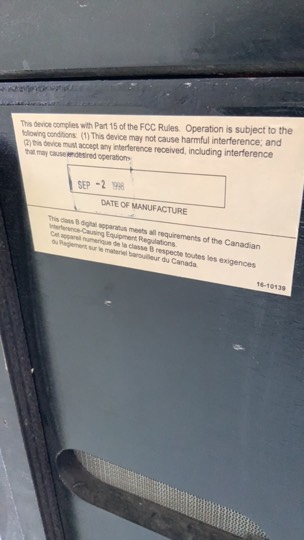 This device complies with Part 15 of the FCC Rules. Operation is subject to the
following conditions: (1) This device may not cause harmful interference; and
(2) this device must accept any interference received, including interference
that may cause undesired operation.
SEP -2 1998
DATE OF MANUFACTURE
This class B digital apparatus meets all requirements of the Canadian
Interference-Causing Equipment Regulations.
Cet appareil numerique de la classe B respecte toutes les exigences
du Reglement sur le materiel barouilleur du Canada.
16-10139